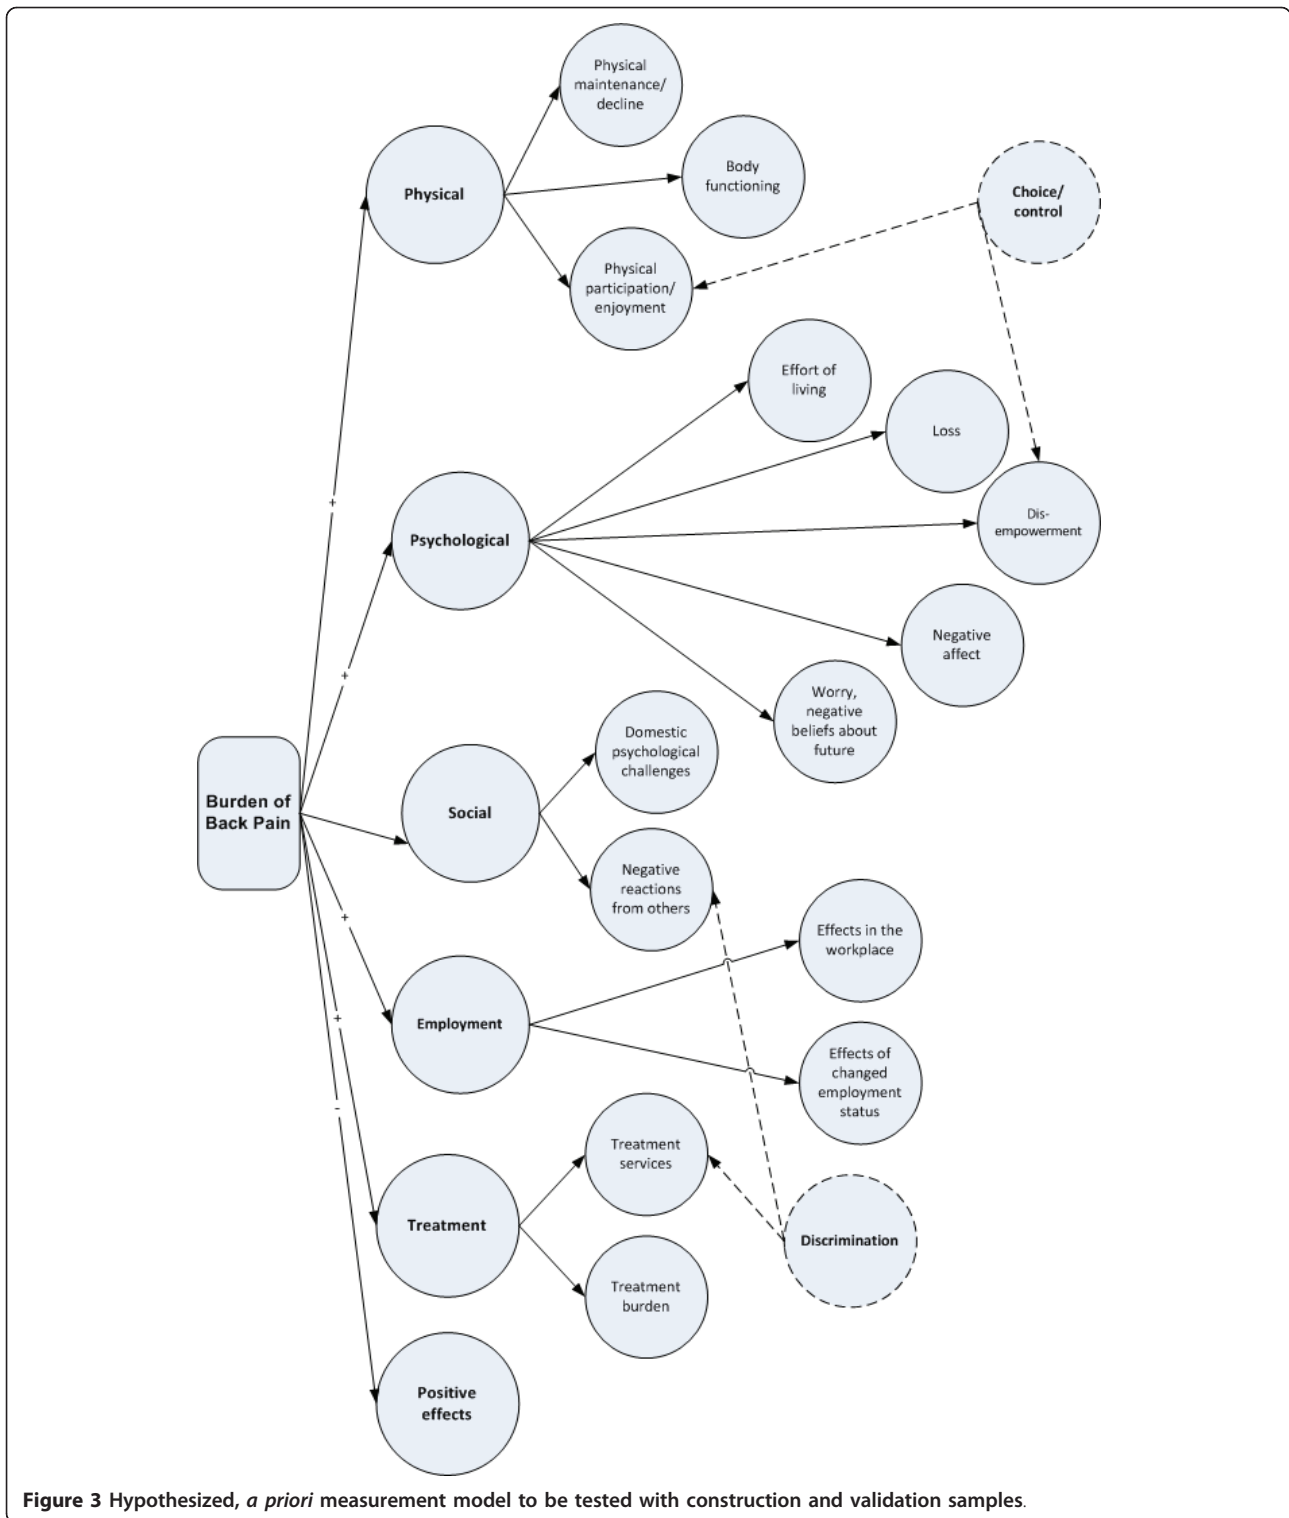 Physical
maintenance/
decline
Body
functioning
Physical
Choice/
control
Physical
participation/
enjoyment
Effort of
living
Loss
+
Dis-
empowerment
Psychological
Negative
affect
+
Worry,
negative
beliefs about
future
Domestic
psychological
challenges
Burden of
Back Pain
Social
Negative
reactions
from others
+
Effects in the
workplace
+
Employment
Effects of
changed
employment
status
-
Treatment
services
Treatment
Discrimination
Treatment
burden
Positive
effects
Figure 3 Hypothesized, a priori measurement model to be tested with construction and validation samples.